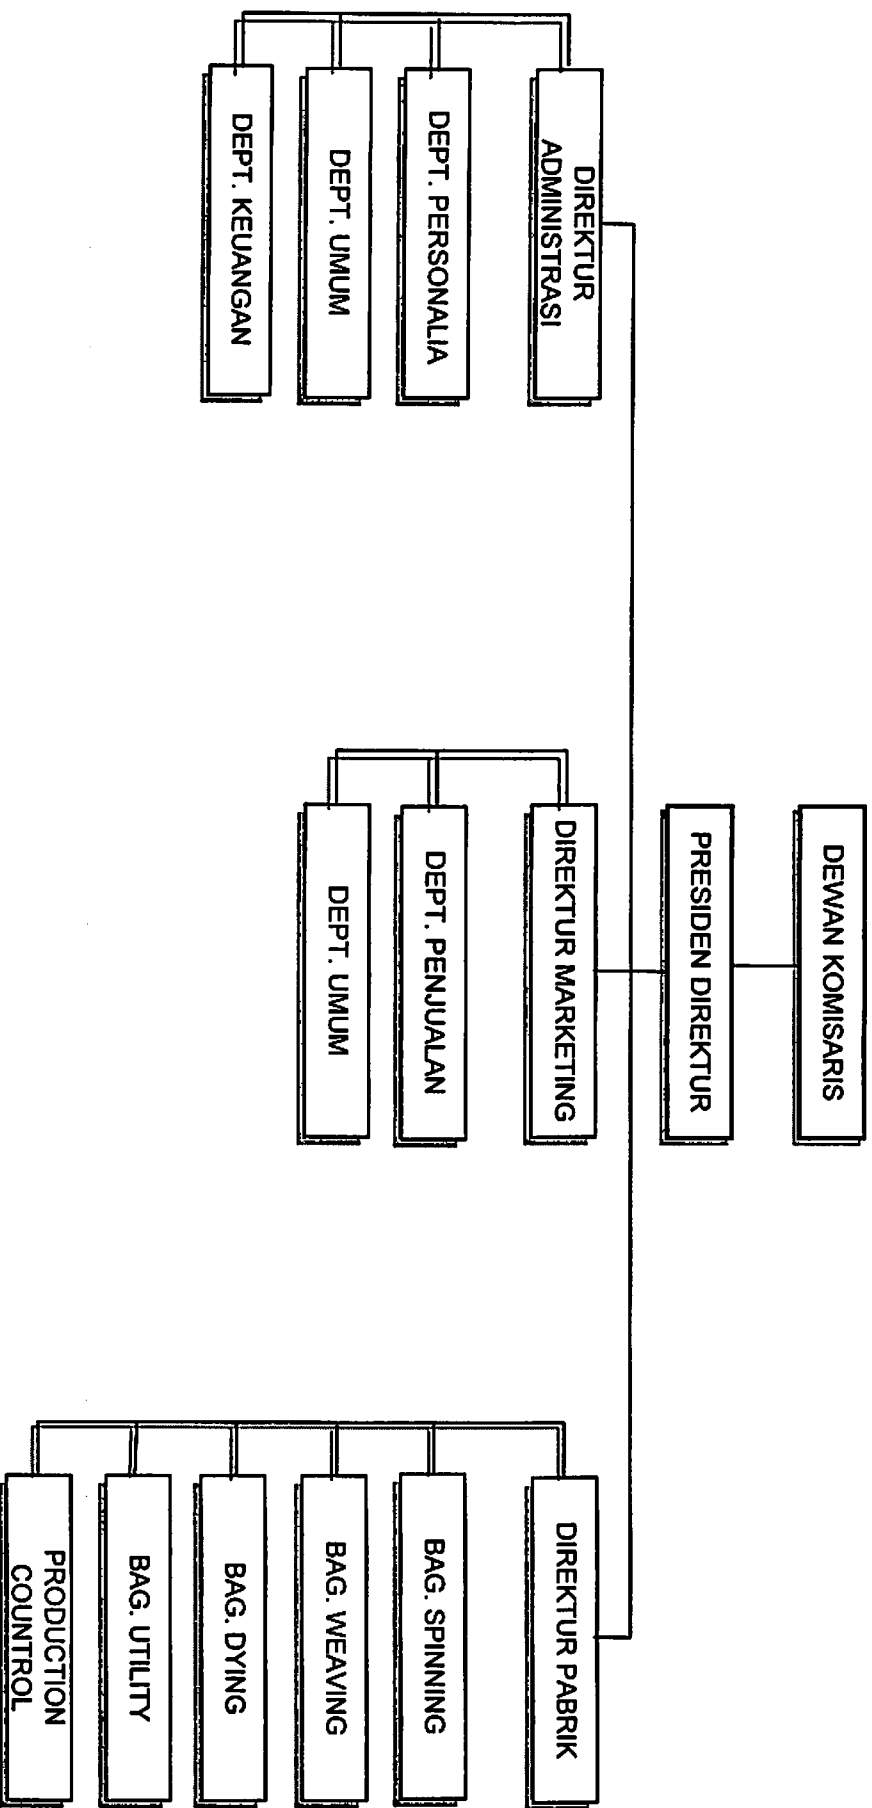 DEWAN KOMISARIS
PRESIDEN DIREKTUR
DIREKTUR
ADMINISTRASI
DEPT. PERSONALIA
DEPT. UMUM
DEPT. KEUANGAN
DIREKTUR MARKETING
DEPT. PENJUALAN
DEPT. UMUM
DIREKTUR PABRIK
BAG. SPINNING
BAG. WEAVING
BAG. DYING
BAG. UTILITY
PRODUCTION
COUNTROL